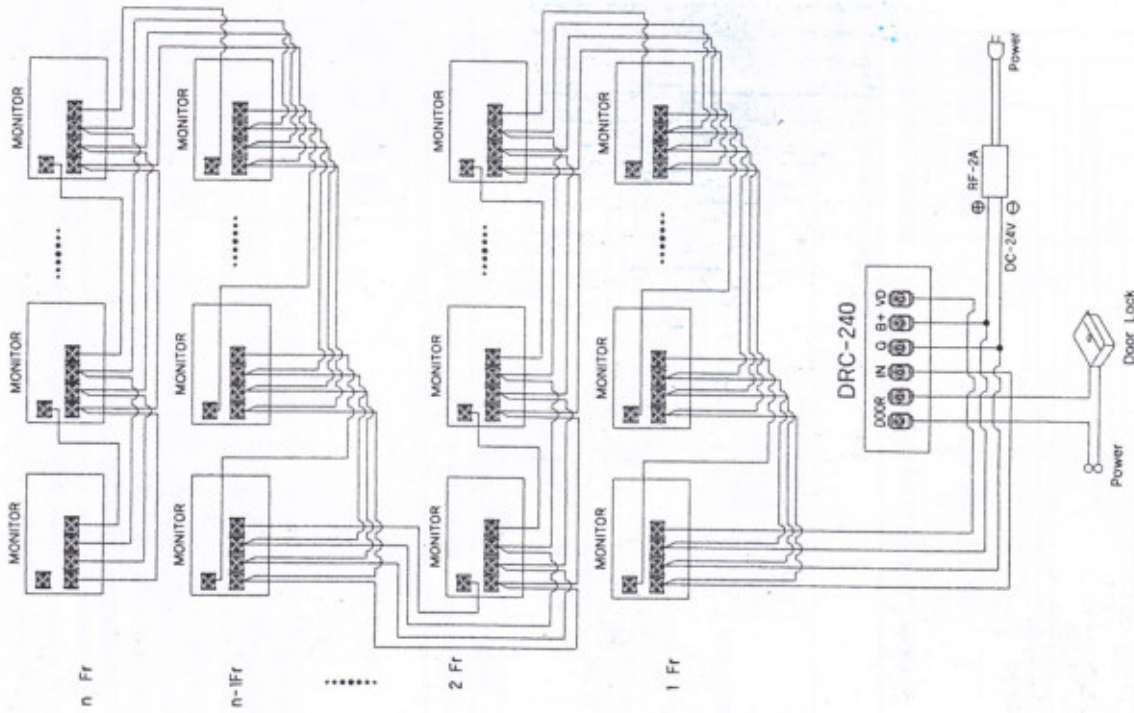 MONITOR
MONITOR
MONITOR
n Fr
MONITOR
MONITOR
MONITOR
n-1Fr
MONITOR
MONITOR
MONITOR
2 Fr
MONITOR
MONITOR
MONITOR
1 Fr
DRC-240
DOOR IN G B+ VD
RF-2A
⊕
⊖
DC-24V
Power
Power
Door Lock